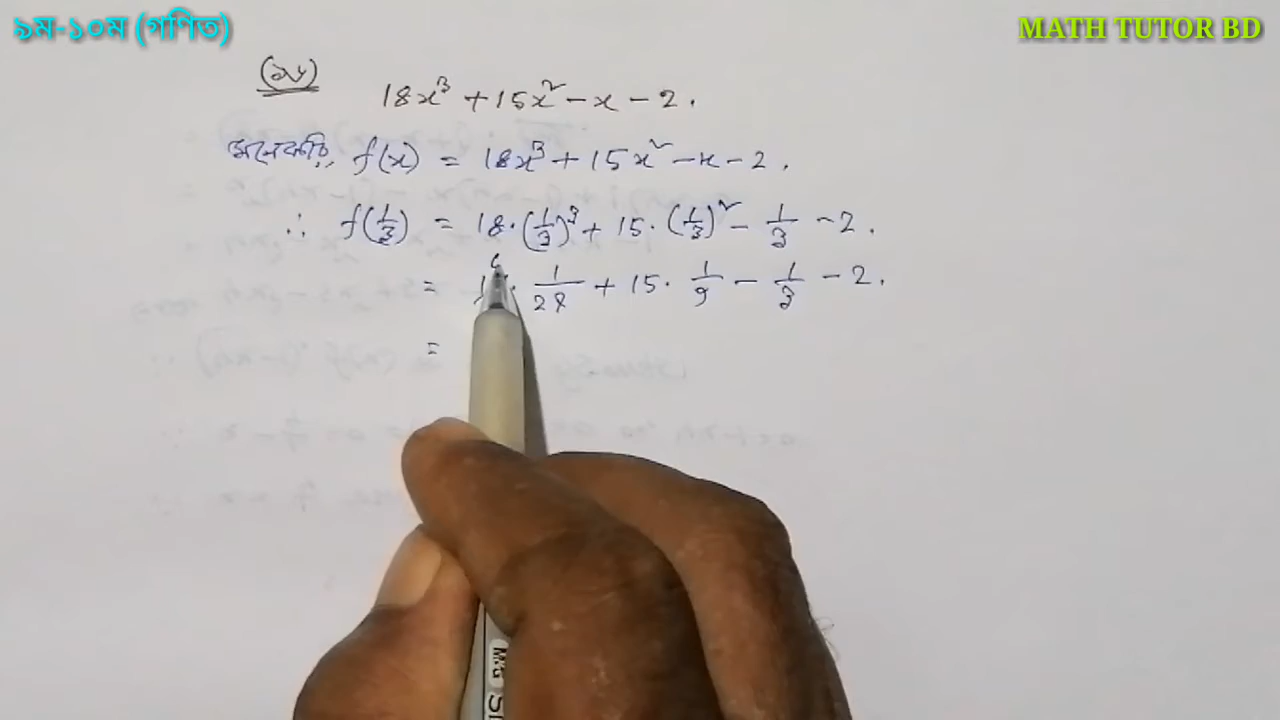 ৯ম-১০ম (গণিত)
MATH TUTOR BD
18x³ + 15x² - x - 2.
মনেকরি, f(x) = 18x³ + 15x² - x - 2.
∴ f(1/3) = 18·(1/3)³ + 15·(1/3)² - 1/3 - 2.
= · 1/27 + 15· 1/9 - 1/3 - 2.
=